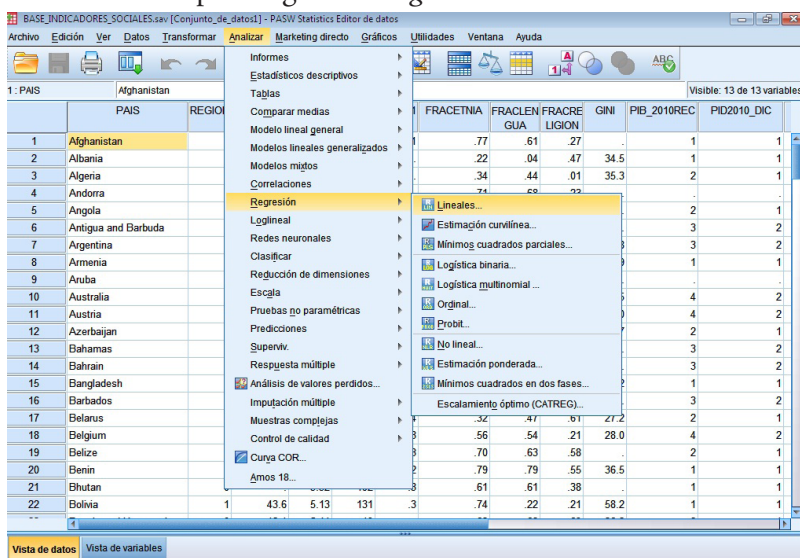 BASE_INDICADORES_SOCIALES.sav [Conjunto_de_datos1] - PASW Statistics Editor de datos
Archivo Edición Ver Datos Transformar Analizar Marketing directo Gráficos Utilidades Ventana Ayuda
1 : PAIS Afghanistan Visible: 13 de 13 variables
PAIS REGIO FRACETNIA FRACLENGUA FRACRELIGION GINI PIB_2010REC PID2010_DIC
1 Afghanistan .77 .61 .27 . 1 1
2 Albania .22 .04 .47 34.5 1 1
3 Algeria .34 .44 .01 35.3 2 1
4 Andorra .71 .68 .23 . . .
5 Angola 2 1
6 Antigua and Barbuda 3 2
7 Argentina 3 2
8 Armenia 1 1
9 Aruba . .
10 Australia 4 2
11 Austria 4 2
12 Azerbaijan 2 1
13 Bahamas 3 2
14 Bahrain 3 2
15 Bangladesh 1 1
16 Barbados 3 2
17 Belarus .32 .47 .61 27.2 2 1
18 Belgium .56 .54 .21 28.0 4 2
19 Belize .70 .63 .58 . 2 1
20 Benin .79 .79 .55 36.5 1 1
21 Bhutan .61 .61 .38 . 1 1
22 Bolivia 1 43.6 5.13 131 .3 .74 .22 .21 58.2 1 1
Informes
Estadísticos descriptivos
Tablas
Comparar medias
Modelo lineal general
Modelos lineales generalizados
Modelos mixtos
Correlaciones
Regresión
Loglineal
Redes neuronales
Clasificar
Reducción de dimensiones
Escala
Pruebas no paramétricas
Predicciones
Superviv.
Respuesta múltiple
Análisis de valores perdidos...
Imputación múltiple
Muestras complejas
Control de calidad
Curva COR...
Amos 18...
Lineales...
Estimación curvilínea...
Mínimos cuadrados parciales...
Logística binaria...
Logística multinomial ...
Ordinal...
Probit...
No lineal...
Estimación ponderada...
Mínimos cuadrados en dos fases...
Escalamiento óptimo (CATREG)...
Vista de datos Vista de variables